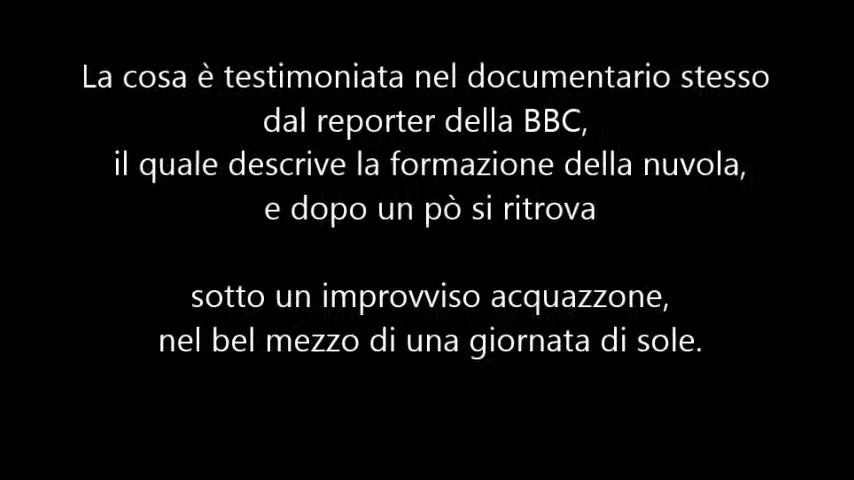 La cosa è testimoniata nel documentario stesso
dal reporter della BBC,
il quale descrive la formazione della nuvola,
e dopo un pò si ritrova
sotto un improvviso acquazzone,
nel bel mezzo di una giornata di sole.